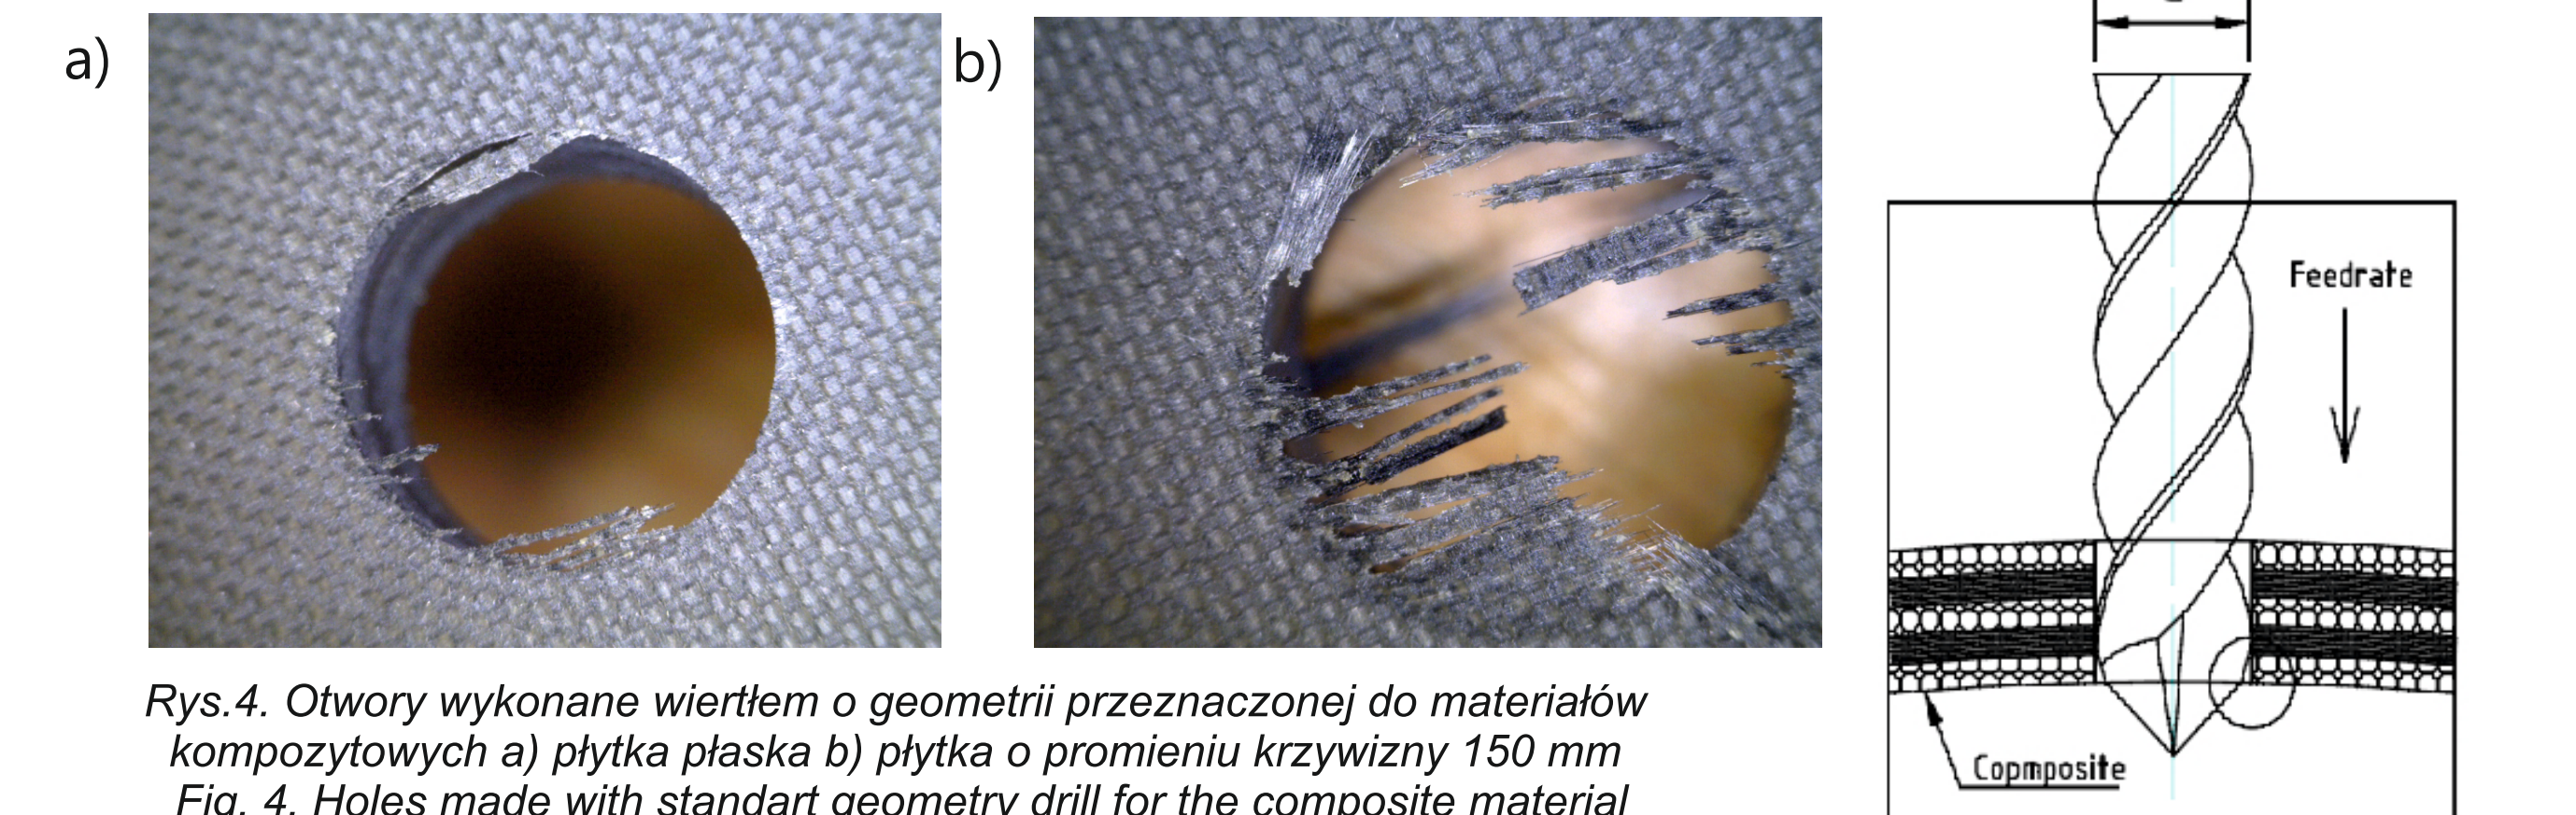 a)
b)
Feedrate
Copmposite
Rys.4. Otwory wykonane wiertłem o geometrii przeznaczonej do materiałów
kompozytowych a) płytka płaska b) płytka o promieniu krzywizny 150 mm
Fig. 4. Holes made with standart geometry drill for the composite material